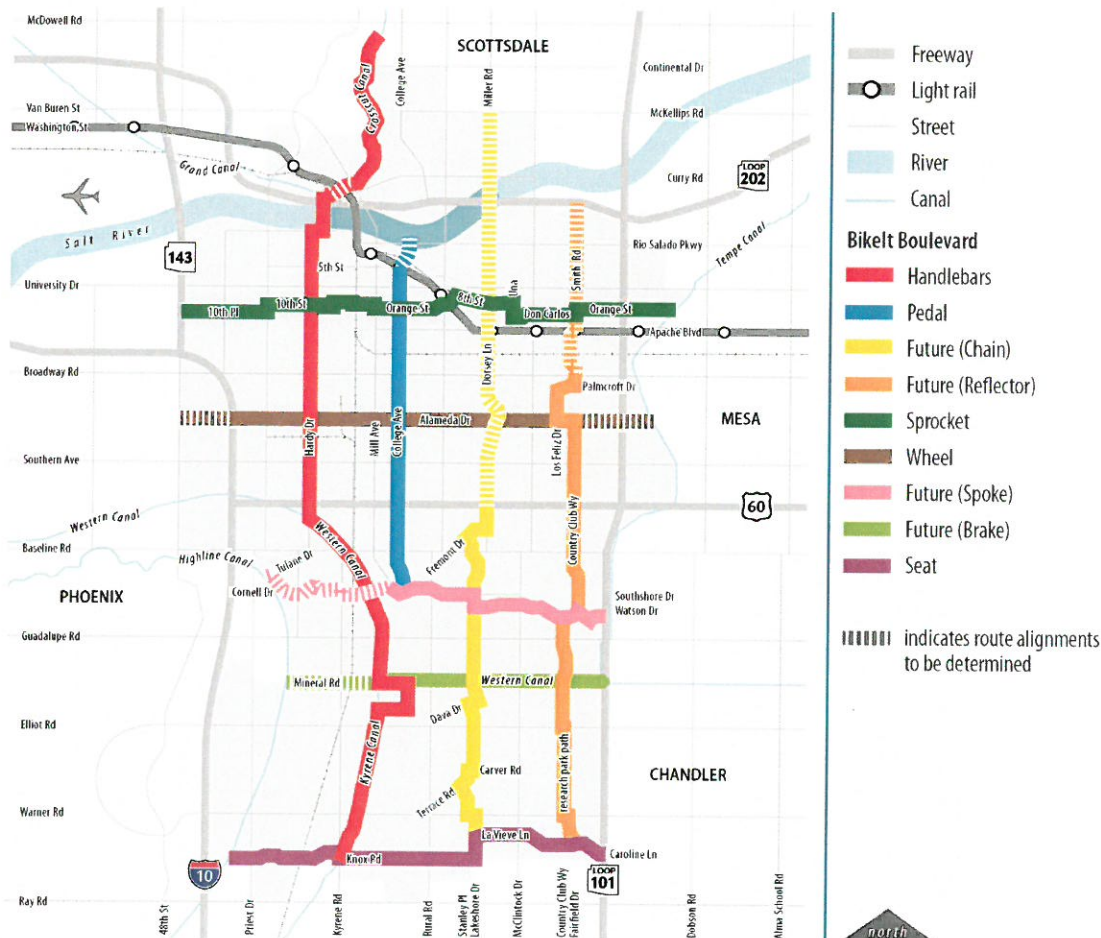 McDowell Rd
SCOTTSDALE
Canal
Crosscut
College Ave
Miller Rd
Continental Dr
McKellips Rd
Van Buren St
Washington St
Grand Canal
Curry Rd
LOOP
202
Salt River
143
5th St
Rio Salado Pkwy
Tempe Canal
Smith Rd
University Dr
10th Pl
10th St
Orange St
8th St
Una
Don Carlos
Orange St
Apache Blvd
Broadway Rd
Dorsey Ln
Palmcroft Dr
Hardy Dr
Mill Ave
College Ave
Alameda Dr
Los Feliz Dr
MESA
Southern Ave
Western Canal
60
Baseline Rd
Highline Canal
Tulane Dr
Western Canal
Fremont Dr
Country Club Wy
PHOENIX
Cornell Dr
Southshore Dr
Watson Dr
Guadalupe Rd
Mineral Rd
Western Canal
Elliot Rd
Dava Dr
Kyrene Canal
Carver Rd
research park path
CHANDLER
Terrace Rd
Warner Rd
La Vieve Ln
Knox Rd
Caroline Ln
10
LOOP
101
Ray Rd
48th St
Priest Dr
Kyrene Rd
Rural Rd
Stanley Pl
Lakeshore Dr
McClintock Dr
Country Club Wy
Fairfield Dr
Dobson Rd
Alma School Rd
Freeway
Light rail
Street
River
Canal
BikeIt Boulevard
Handlebars
Pedal
Future (Chain)
Future (Reflector)
Sprocket
Wheel
Future (Spoke)
Future (Brake)
Seat
indicates route alignments
to be determined
north